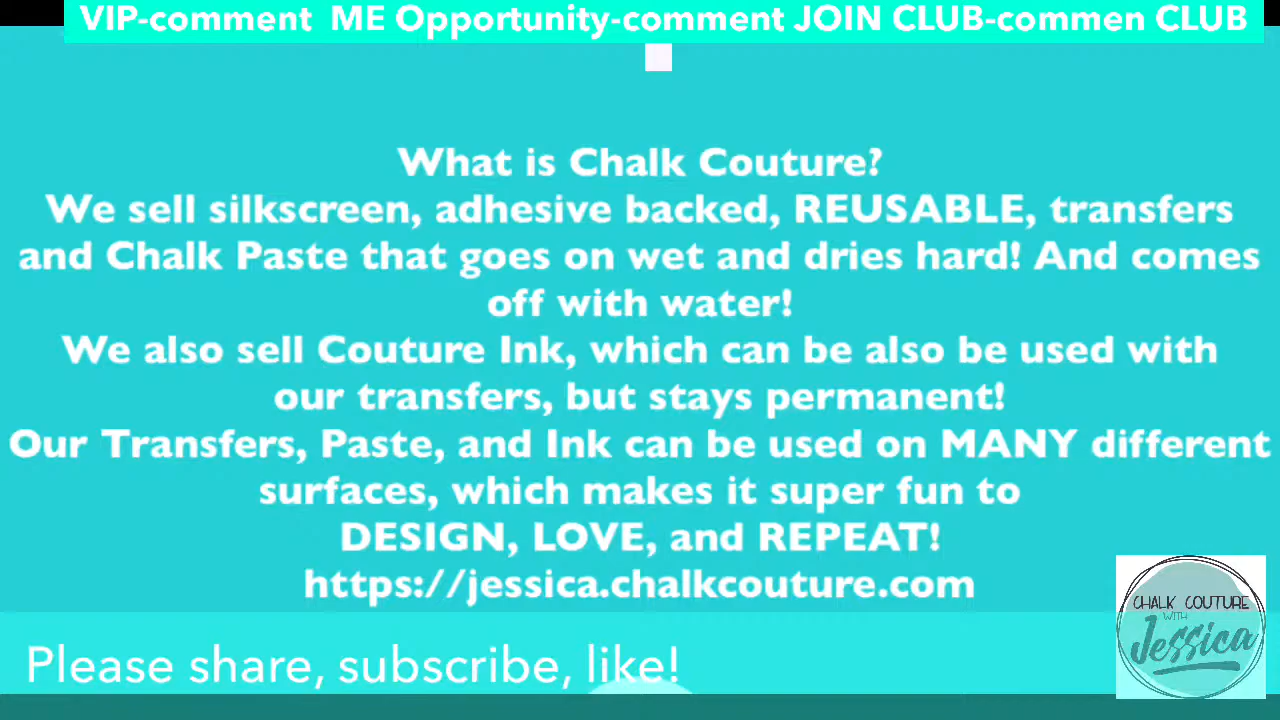 VIP-comment ME Opportunity-comment JOIN CLUB-commen CLUB
What is Chalk Couture?
We sell silkscreen, adhesive backed, REUSABLE, transfers
and Chalk Paste that goes on wet and dries hard! And comes
off with water!
We also sell Couture Ink, which can be also be used with
our transfers, but stays permanent!
Our Transfers, Paste, and Ink can be used on MANY different
surfaces, which makes it super fun to
DESIGN, LOVE, and REPEAT!
https://jessica.chalkcouture.com
Please share, subscribe, like!
CHALK COUTURE
WITH
Jessica